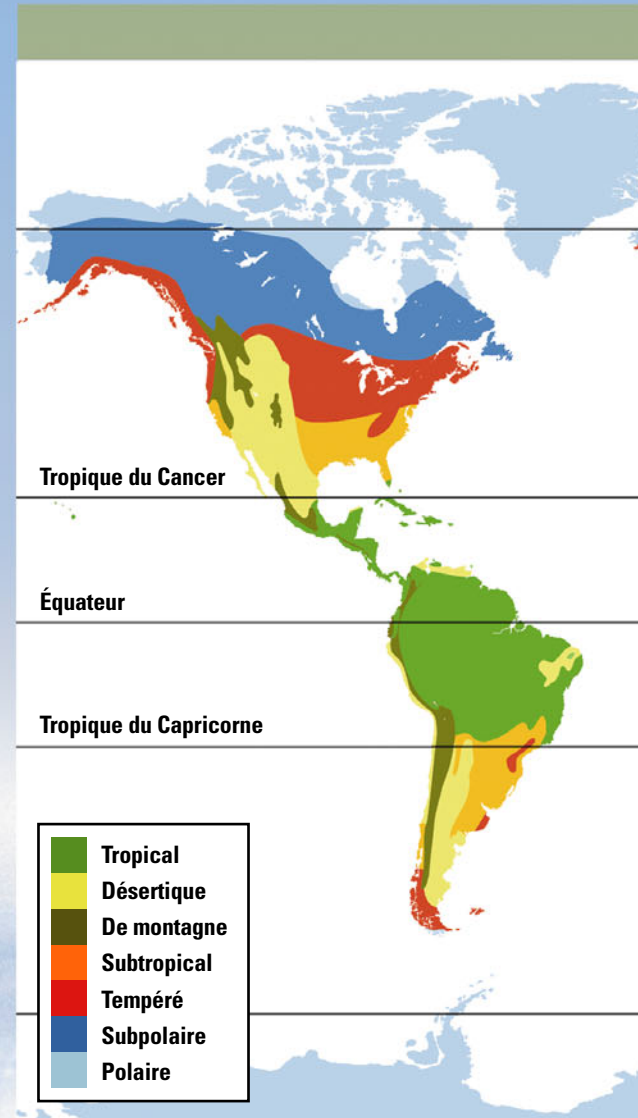 Tropique du Cancer
Équateur
Tropique du Capricorne
Tropical
Désertique
De montagne
Subtropical
Tempéré
Subpolaire
Polaire